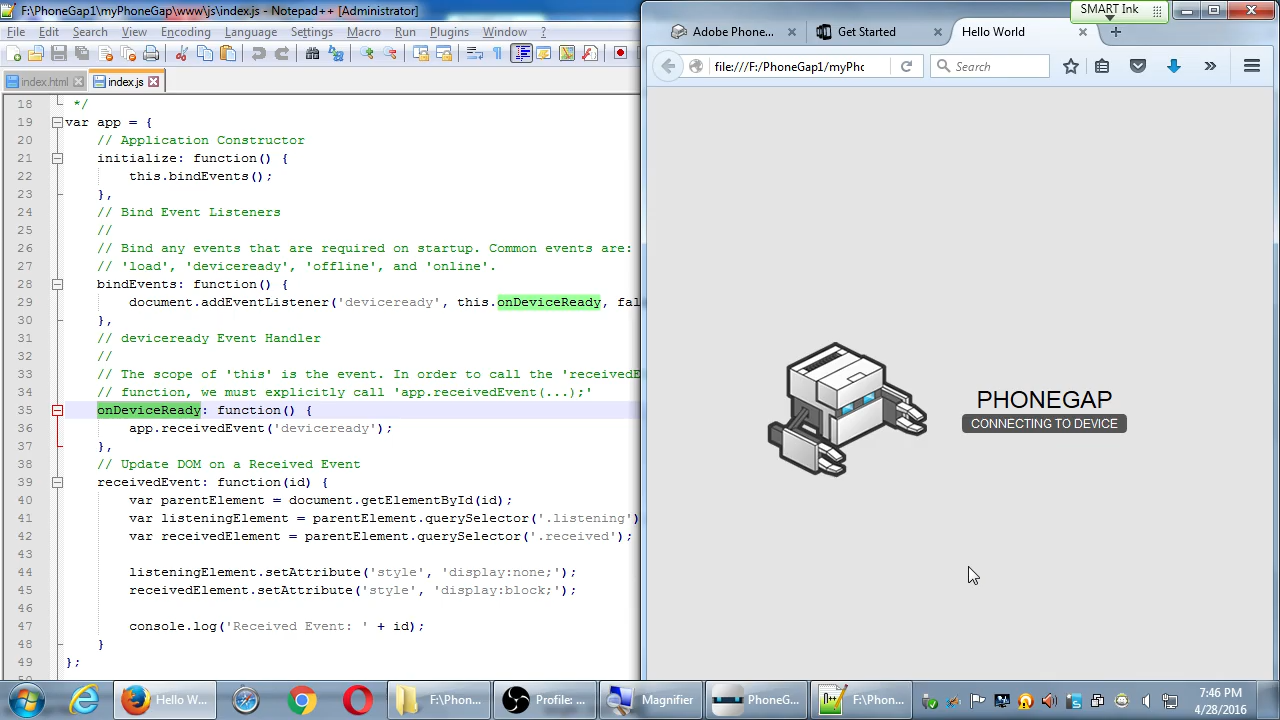 F:\PhoneGap1\myPhoneGap\www\js\index.js - Notepad++ [Administrator]
File Edit Search View Encoding Language Settings Macro Run Plugins Window ?
index.html index.js
18 */
19 var app = {
20 // Application Constructor
21 initialize: function() {
22 this.bindEvents();
23 },
24 // Bind Event Listeners
25 //
26 // Bind any events that are required on startup. Common events are:
27 // 'load', 'deviceready', 'offline', and 'online'.
28 bindEvents: function() {
29 document.addEventListener('deviceready', this.onDeviceReady, fal
30 },
31 // deviceready Event Handler
32 //
33 // The scope of 'this' is the event. In order to call the 'receivedE
34 // function, we must explicitly call 'app.receivedEvent(...);'
35 onDeviceReady: function() {
36 app.receivedEvent('deviceready');
37 },
38 // Update DOM on a Received Event
39 receivedEvent: function(id) {
40 var parentElement = document.getElementById(id);
41 var listeningElement = parentElement.querySelector('.listening')
42 var receivedElement = parentElement.querySelector('.received');
43
44 listeningElement.setAttribute('style', 'display:none;');
45 receivedElement.setAttribute('style', 'display:block;');
46
47 console.log('Received Event: ' + id);
48 }
49 };
SMART Ink
Adobe Phone... Get Started Hello World
file:///F:/PhoneGap1/myPho
Search
PHONEGAP
CONNECTING TO DEVICE
Hello W... F:\Phon... Profile: ... Magnifier PhoneG... F:\Phon...
7:46 PM
4/28/2016